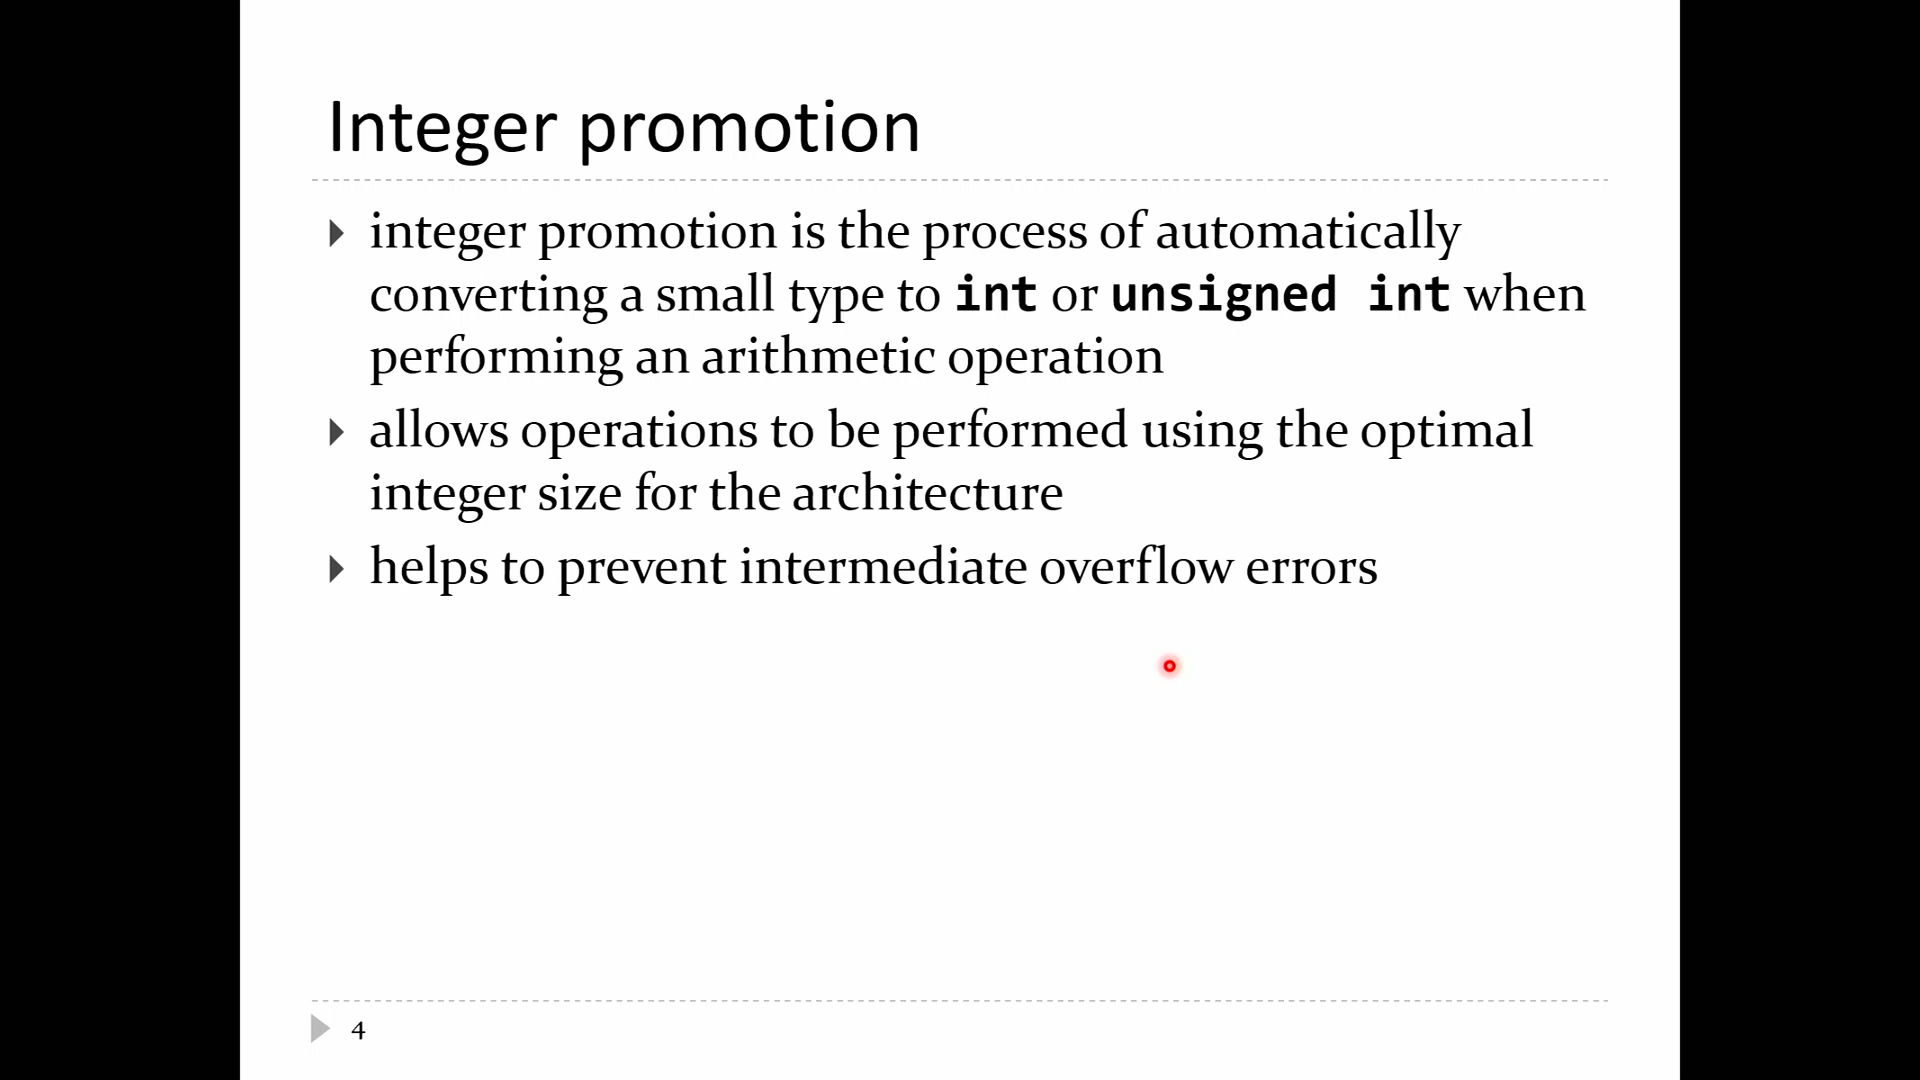 Integer promotion
integer promotion is the process of automatically
converting a small type to int or unsigned int when
performing an arithmetic operation
allows operations to be performed using the optimal
integer size for the architecture
helps to prevent intermediate overflow errors
4